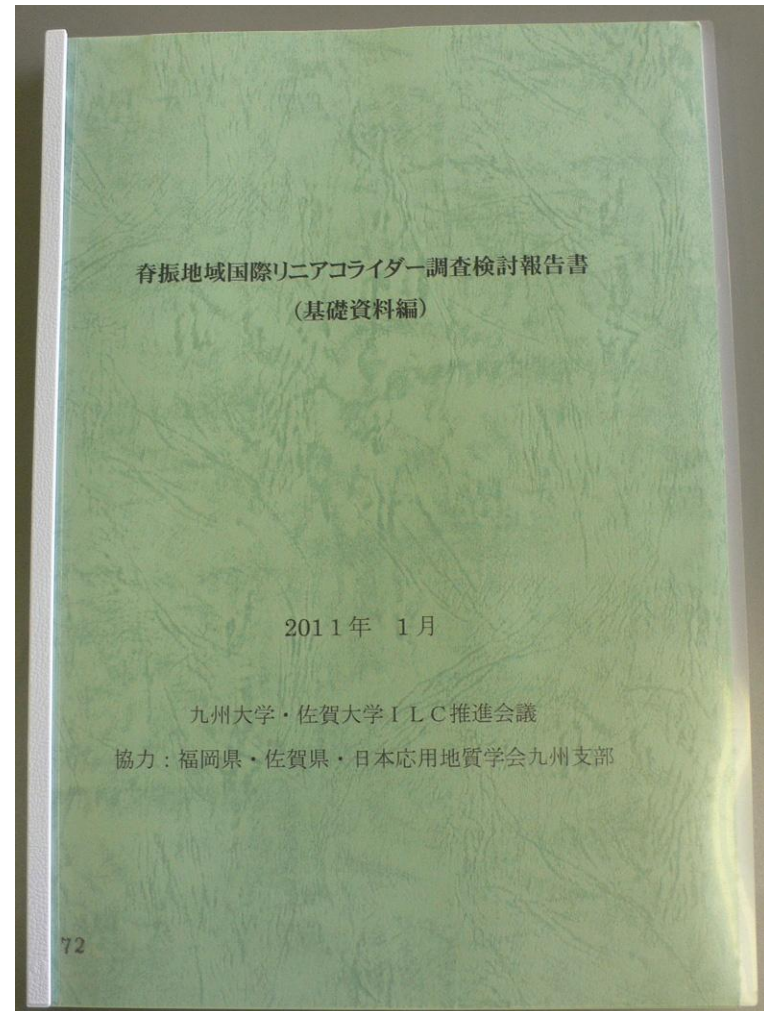 脊振地域国際リニアコライダー調査検討報告書
(基礎資料編)
2011年　1月
九州大学・佐賀大学ＩＬＣ推進会議
協力：福岡県・佐賀県・日本応用地質学会九州支部
72